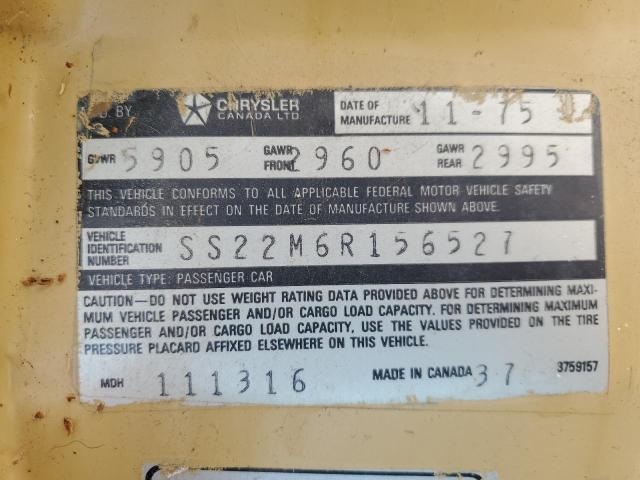 D. BY CHRYSLER CANADA LTD. DATE OF MANUFACTURE 11-75
GVWR 5905 GAWR FRONT 2960 GAWR REAR 2995
THIS VEHICLE CONFORMS TO ALL APPLICABLE FEDERAL MOTOR VEHICLE SAFETY
STANDARDS IN EFFECT ON THE DATE OF MANUFACTURE SHOWN ABOVE.
VEHICLE IDENTIFICATION NUMBER SS22M6R156527
VEHICLE TYPE: PASSENGER CAR
CAUTION—DO NOT USE WEIGHT RATING DATA PROVIDED ABOVE FOR DETERMINING MAXI-
MUM VEHICLE PASSENGER AND/OR CARGO LOAD CAPACITY. FOR DETERMINING MAXIMUM
PASSENGER AND/OR CARGO LOAD CAPACITY, USE THE VALUES PROVIDED ON THE TIRE
PRESSURE PLACARD AFFIXED ELSEWHERE ON THIS VEHICLE.
MDH 111316 MADE IN CANADA 37 3759157